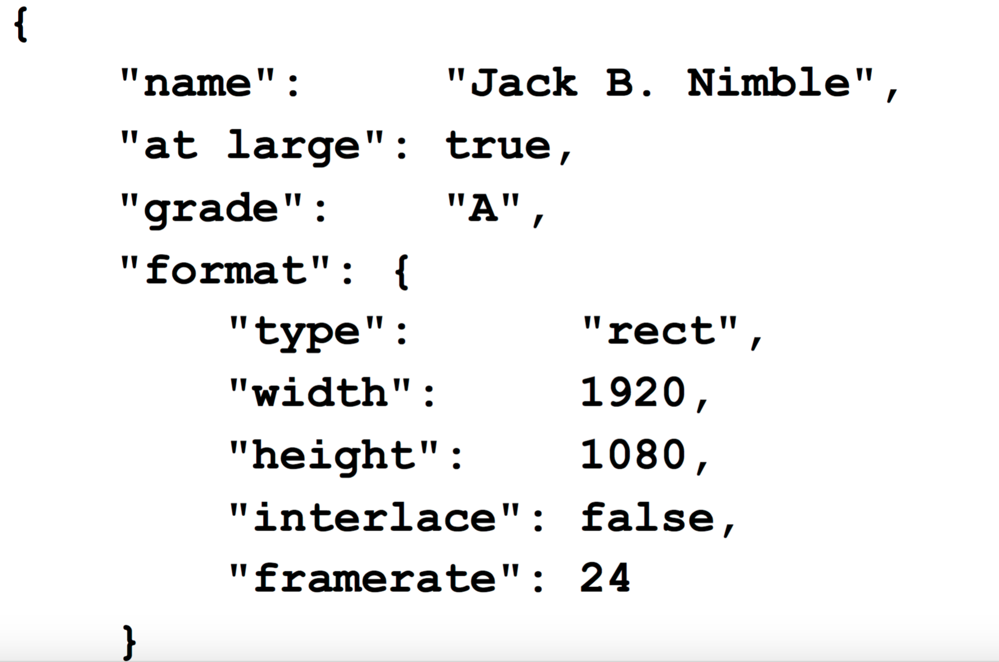 {
    "name":     "Jack B. Nimble",
    "at large": true,
    "grade":    "A",
    "format": {
        "type":      "rect",
        "width":     1920,
        "height":    1080,
        "interlace": false,
        "framerate": 24
    }